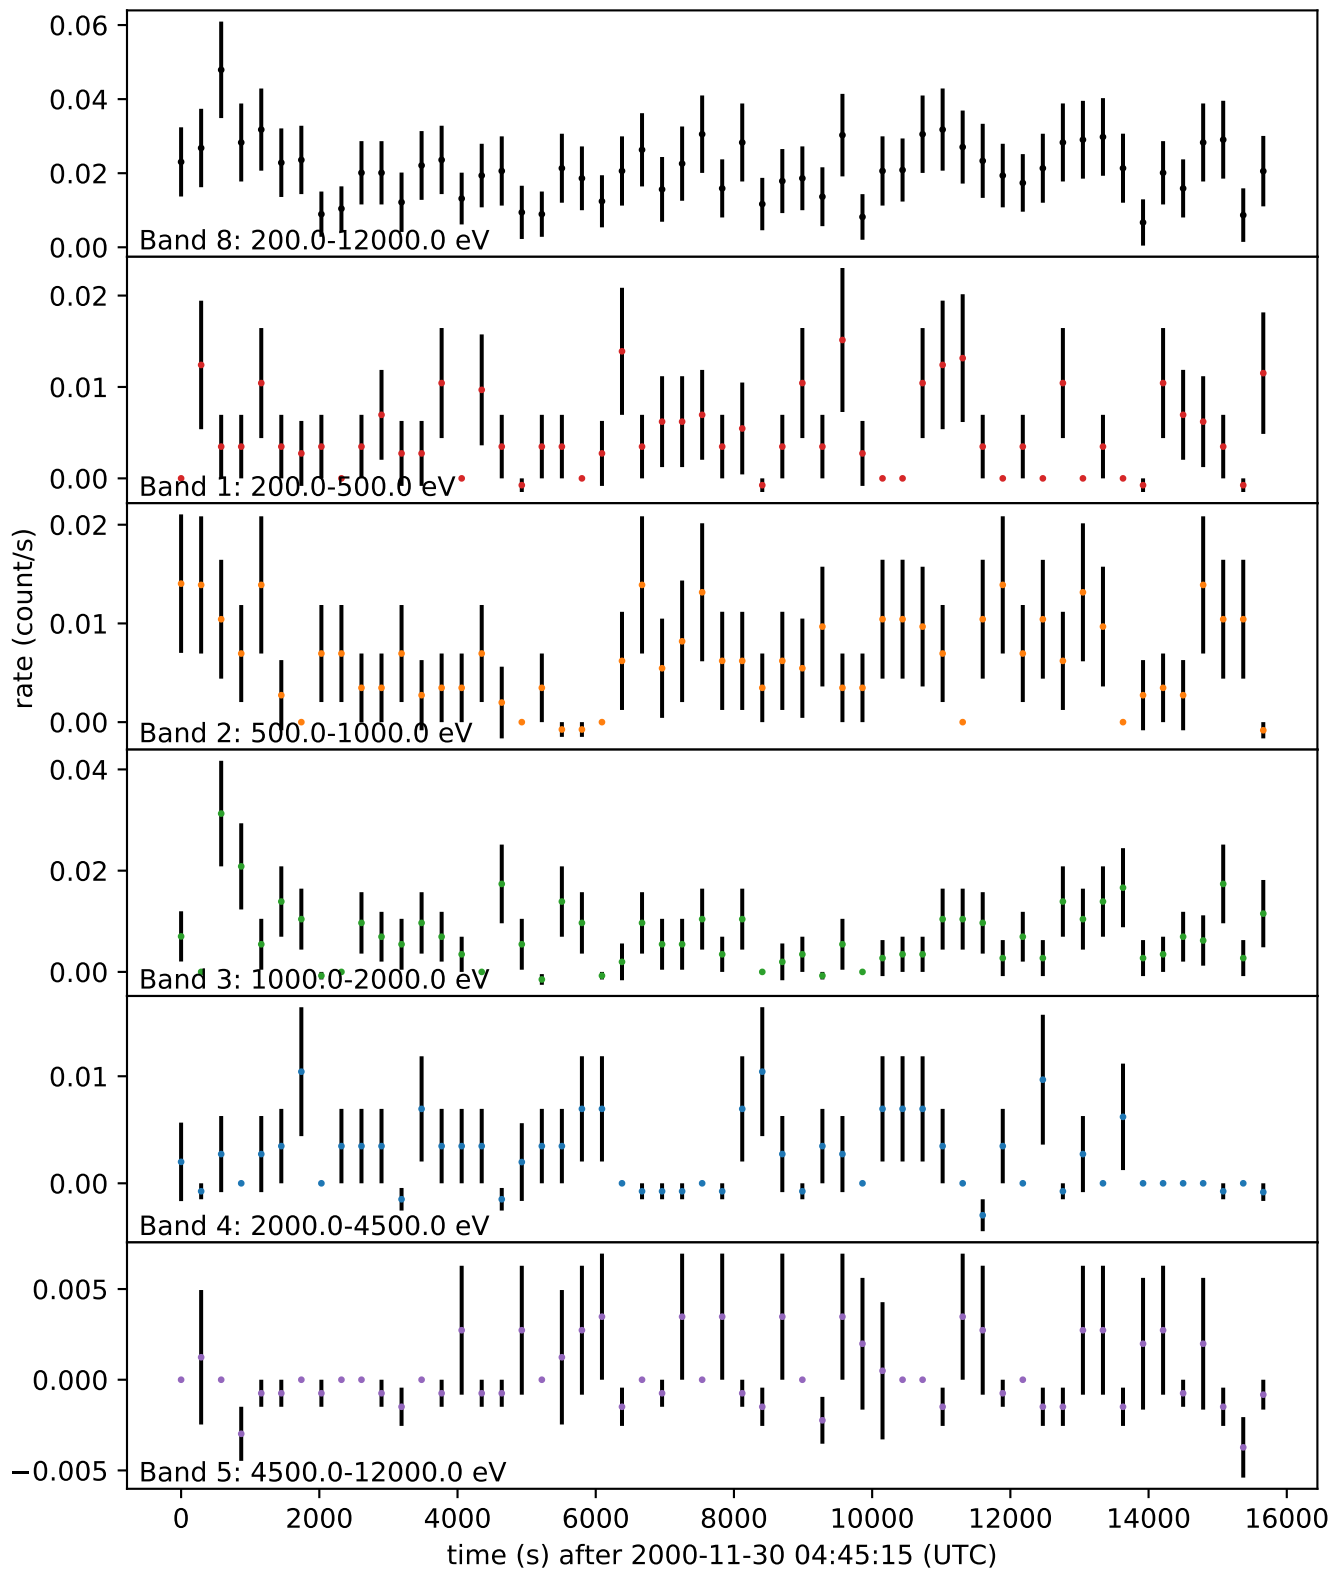 0.06
0.04
0.02
0.00
Band 8: 200.0-12000.0 eV
0.02
0.01
0.00
Band 1: 200.0-500.0 eV
rate (count/s)
0.02
0.01
0.00
Band 2: 500.0-1000.0 eV
0.04
0.02
0.00
Band 3: 1000.0-2000.0 eV
0.01
0.00
Band 4: 2000.0-4500.0 eV
0.005
0.000
−0.005
Band 5: 4500.0-12000.0 eV
0 2000 4000 6000 8000 10000 12000 14000 16000
time (s) after 2000-11-30 04:45:15 (UTC)